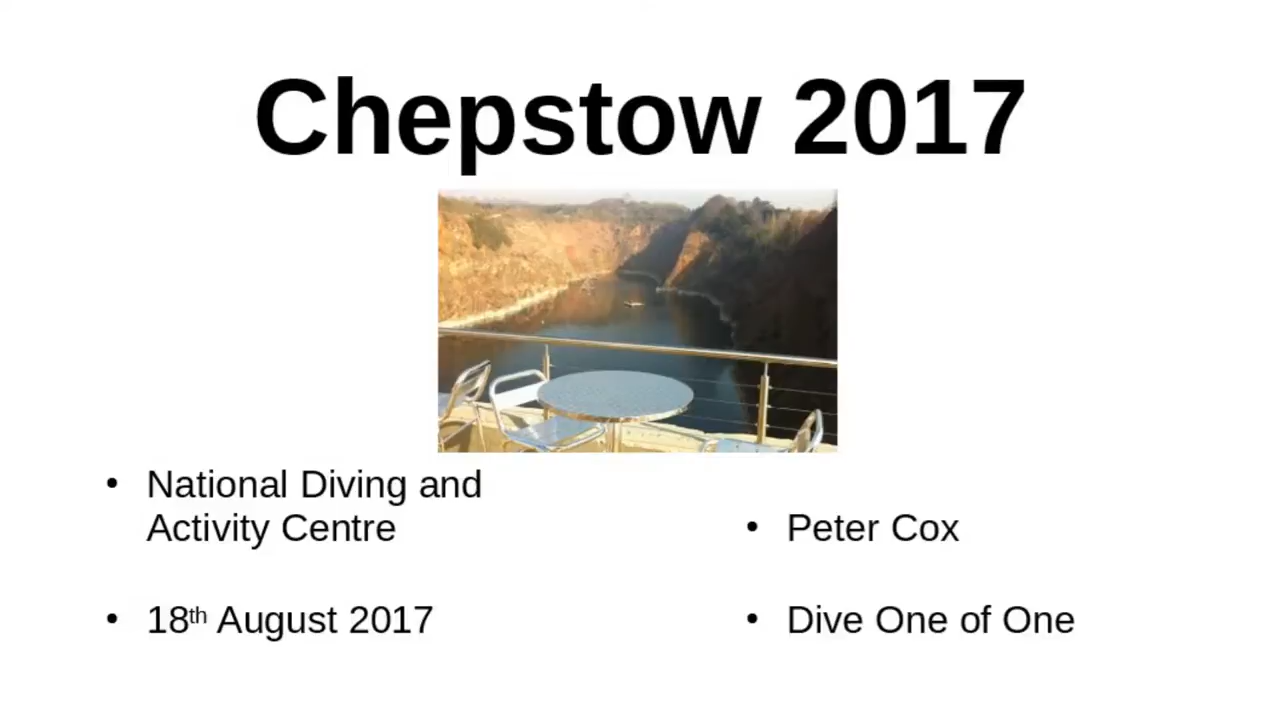 Chepstow 2017
National Diving and
Activity Centre
18th August 2017
Peter Cox
Dive One of One